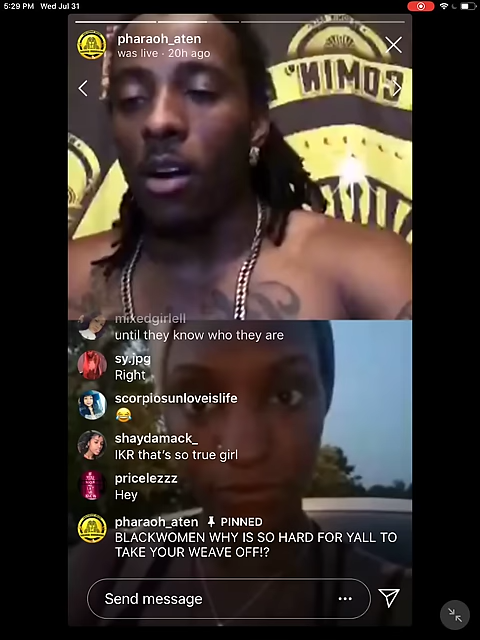 5:29 PM Wed Jul 31
pharaoh_aten
was live · 20h ago
COMIN'
mixedgirlell
until they know who they are
sy.jpg
Right
scorpiosunloveislife
😂
shaydamack_
IKR that's so true girl
pricelezzz
Hey
pharaoh_aten PINNED
BLACKWOMEN WHY IS SO HARD FOR YALL TO
TAKE YOUR WEAVE OFF!?
Send message